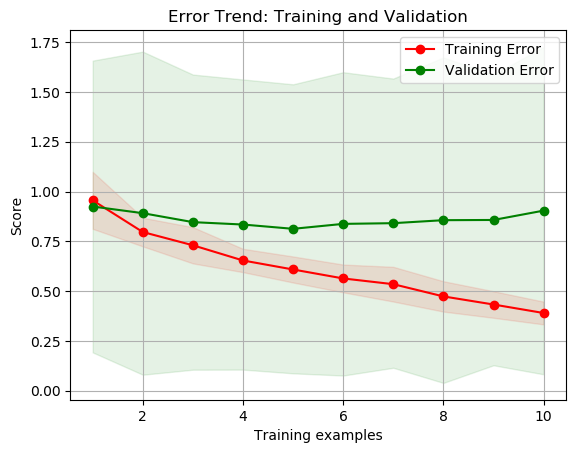 Error Trend: Training and Validation
Training Error
Validation Error
Score
1.75
1.50
1.25
1.00
0.75
0.50
0.25
0.00
2
4
6
8
10
Training examples